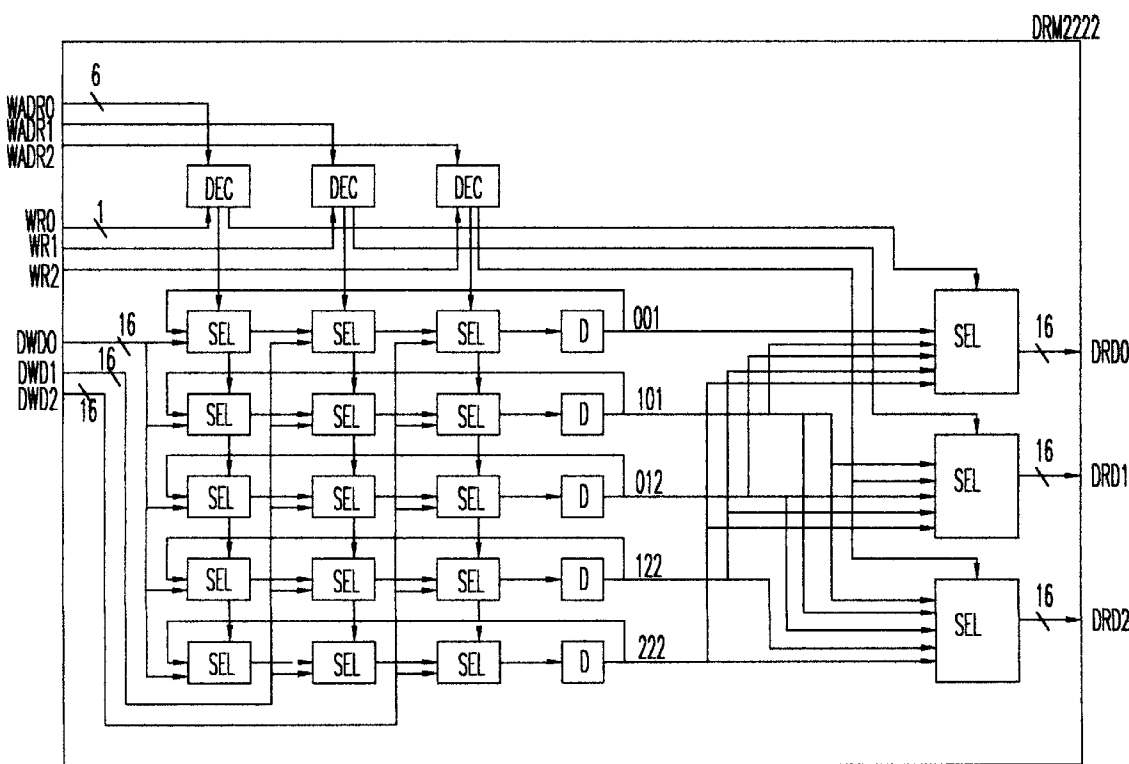 DRM2222
6
WADR0
WADR1
WADR2
DEC DEC DEC
WR0 1
WR1
WR2
SEL SEL SEL D 001
DWD0 16
DWD1 16
DWD2 16
SEL 16 DRD0
SEL SEL SEL D 101
SEL 16 DRD1
SEL SEL SEL D 012
SEL SEL SEL D 122
SEL 16 DRD2
SEL SEL SEL D 222